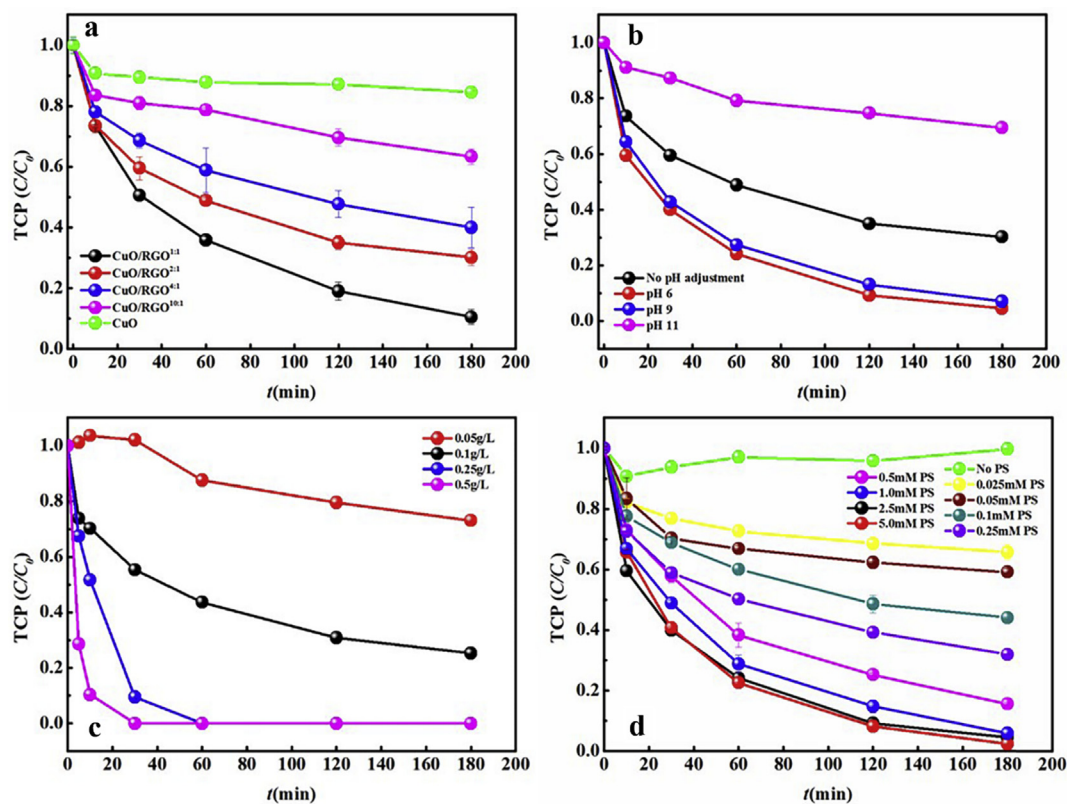 a
TCP (C/C0)
1.0
0.8
0.6
0.4
0.2
0.0
CuO/RGO1:1
CuO/RGO2:1
CuO/RGO4:1
CuO/RGO10:1
CuO
0 20 40 60 80 100 120 140 160 180 200
t(min)
b
TCP (C/C0)
1.0
0.8
0.6
0.4
0.2
0.0
No pH adjustment
pH 6
pH 9
pH 11
0 20 40 60 80 100 120 140 160 180 200
t(min)
c
TCP (C/C0)
1.0
0.8
0.6
0.4
0.2
0.0
0.05g/L
0.1g/L
0.25g/L
0.5g/L
0 20 40 60 80 100 120 140 160 180 200
t(min)
d
TCP (C/C0)
1.0
0.8
0.6
0.4
0.2
0.0
0.5mM PS
1.0mM PS
2.5mM PS
5.0mM PS
No PS
0.025mM PS
0.05mM PS
0.1mM PS
0.25mM PS
0 20 40 60 80 100 120 140 160 180 200
t(min)